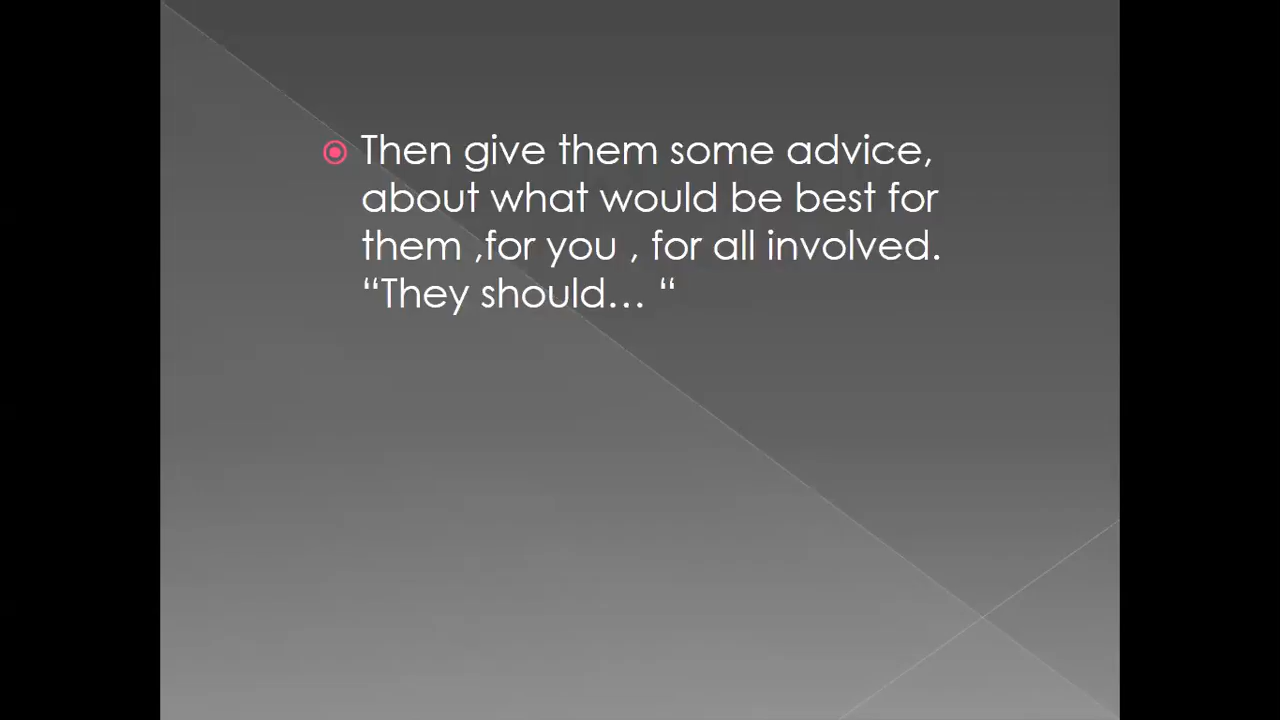 Then give them some advice,
about what would be best for
them ,for you , for all involved.
“They should… “